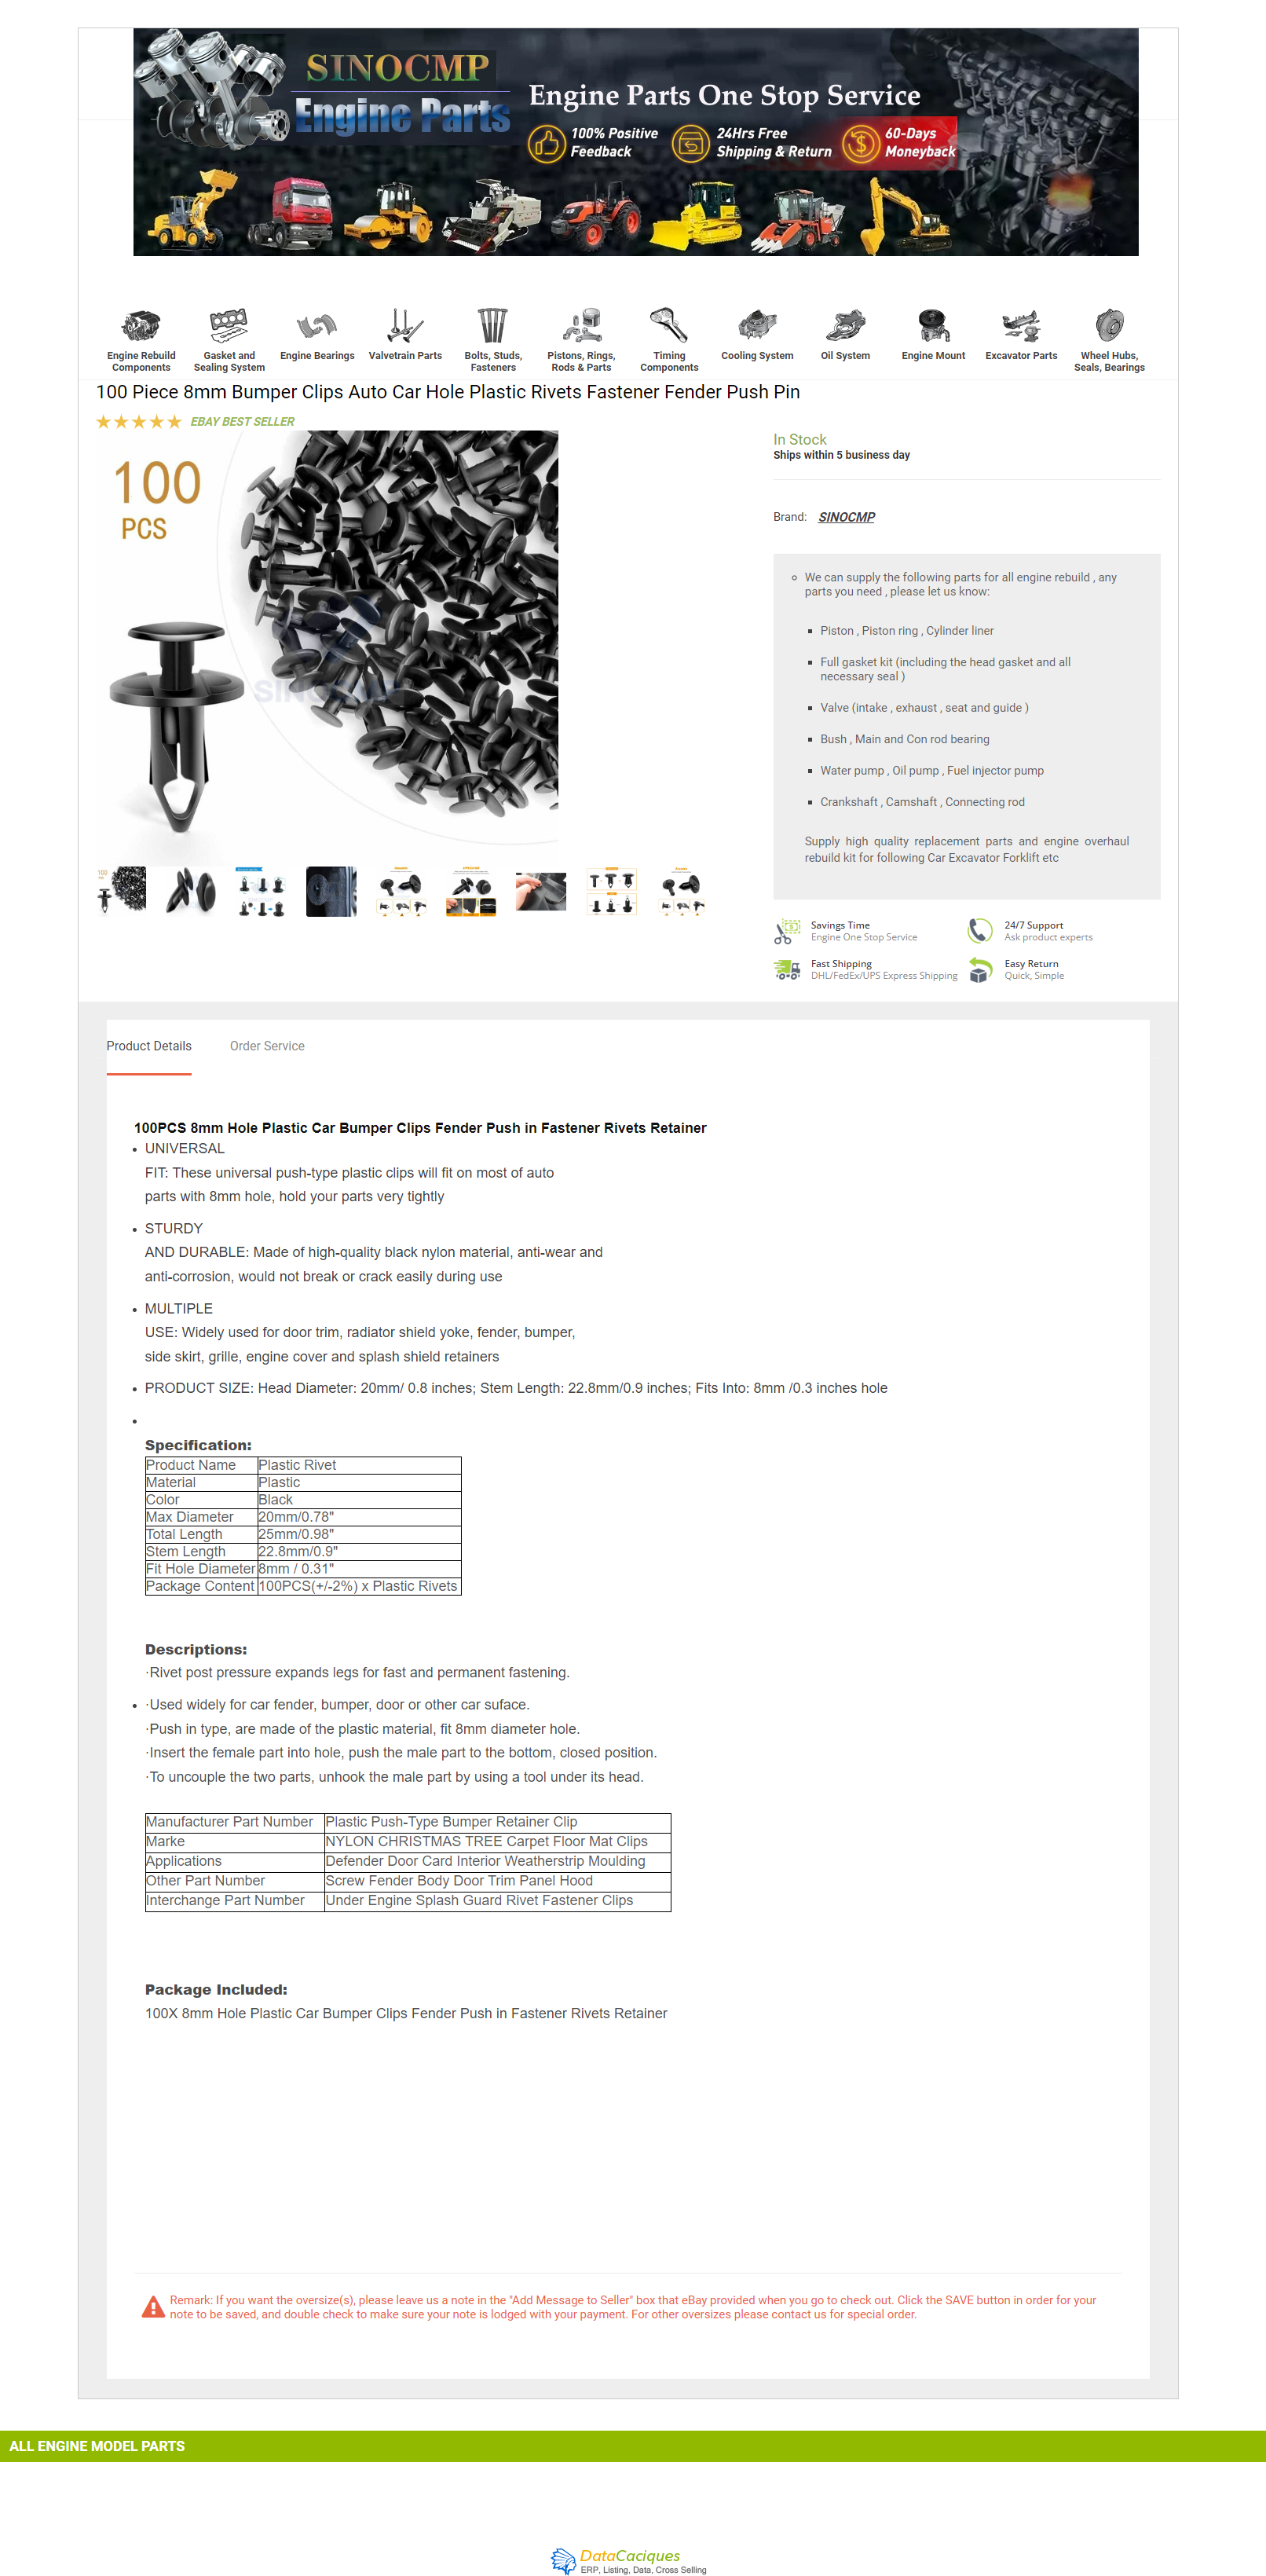 SINOCMP
Engine Parts
Engine Parts One Stop Service
100% Positive
Feedback
24Hrs Free
Shipping & Return
60-Days
Moneyback
Engine Rebuild
Components
Gasket and
Sealing System
Engine Bearings
Valvetrain Parts
Bolts, Studs,
Fasteners
Pistons, Rings,
Rods & Parts
Timing
Components
Cooling System
Oil System
Engine Mount
Excavator Parts
Wheel Hubs,
Seals, Bearings
100 Piece 8mm Bumper Clips Auto Car Hole Plastic Rivets Fastener Fender Push Pin
EBAY BEST SELLER
100
PCS
SINOCMP
In Stock
Ships within 5 business day
Brand: SINOCMP
We can supply the following parts for all engine rebuild , any
parts you need , please let us know:
Piston , Piston ring , Cylinder liner
Full gasket kit (including the head gasket and all
necessary seal )
Valve (intake , exhaust , seat and guide )
Bush , Main and Con rod bearing
Water pump , Oil pump , Fuel injector pump
Crankshaft , Camshaft , Connecting rod
Supply high quality replacement parts and engine overhaul
rebuild kit for following Car Excavator Forklift etc
Savings Time
Engine One Stop Service
24/7 Support
Ask product experts
Fast Shipping
DHL/FedEx/UPS Express Shipping
Easy Return
Quick, Simple
Product Details
Order Service
100PCS 8mm Hole Plastic Car Bumper Clips Fender Push in Fastener Rivets Retainer
• UNIVERSAL
FIT: These universal push-type plastic clips will fit on most of auto
parts with 8mm hole, hold your parts very tightly
• STURDY
AND DURABLE: Made of high-quality black nylon material, anti-wear and
anti-corrosion, would not break or crack easily during use
• MULTIPLE
USE: Widely used for door trim, radiator shield yoke, fender, bumper,
side skirt, grille, engine cover and splash shield retainers
• PRODUCT SIZE: Head Diameter: 20mm/ 0.8 inches; Stem Length: 22.8mm/0.9 inches; Fits Into: 8mm /0.3 inches hole
•
Specification:
Product Name Plastic Rivet
Material Plastic
Color Black
Max Diameter 20mm/0.78"
Total Length 25mm/0.98"
Stem Length 22.8mm/0.9"
Fit Hole Diameter 8mm / 0.31"
Package Content 100PCS(+/-2%) x Plastic Rivets
Descriptions:
·Rivet post pressure expands legs for fast and permanent fastening.
• ·Used widely for car fender, bumper, door or other car suface.
·Push in type, are made of the plastic material, fit 8mm diameter hole.
·Insert the female part into hole, push the male part to the bottom, closed position.
·To uncouple the two parts, unhook the male part by using a tool under its head.
Manufacturer Part Number Plastic Push-Type Bumper Retainer Clip
Marke NYLON CHRISTMAS TREE Carpet Floor Mat Clips
Applications Defender Door Card Interior Weatherstrip Moulding
Other Part Number Screw Fender Body Door Trim Panel Hood
Interchange Part Number Under Engine Splash Guard Rivet Fastener Clips
Package Included:
100X 8mm Hole Plastic Car Bumper Clips Fender Push in Fastener Rivets Retainer
Remark: If you want the oversize(s), please leave us a note in the "Add Message to Seller" box that eBay provided when you go to check out. Click the SAVE button in order for your
note to be saved, and double check to make sure your note is lodged with your payment. For other oversizes please contact us for special order.
ALL ENGINE MODEL PARTS
DataCaciques
ERP, Listing, Data, Cross Selling